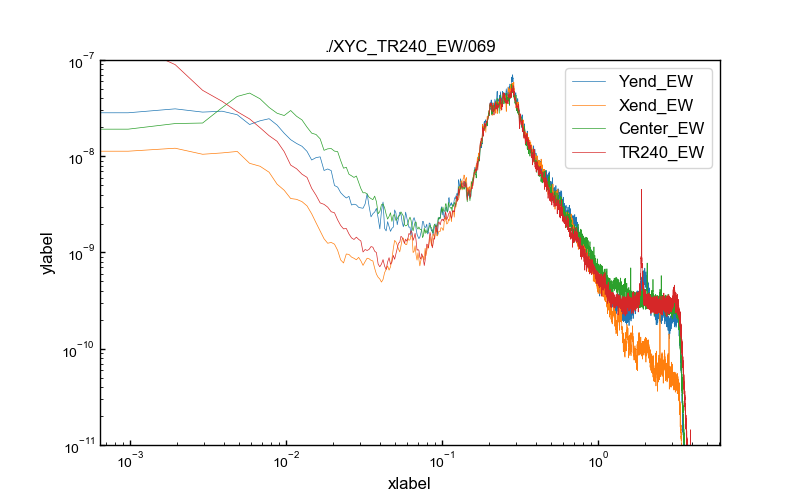 ./XYC_TR240_EW/069
10⁻⁷
10⁻⁸
10⁻⁹
10⁻¹⁰
10⁻¹¹
ylabel
Yend_EW
Xend_EW
Center_EW
TR240_EW
10⁻³ 10⁻² 10⁻¹ 10⁰
xlabel